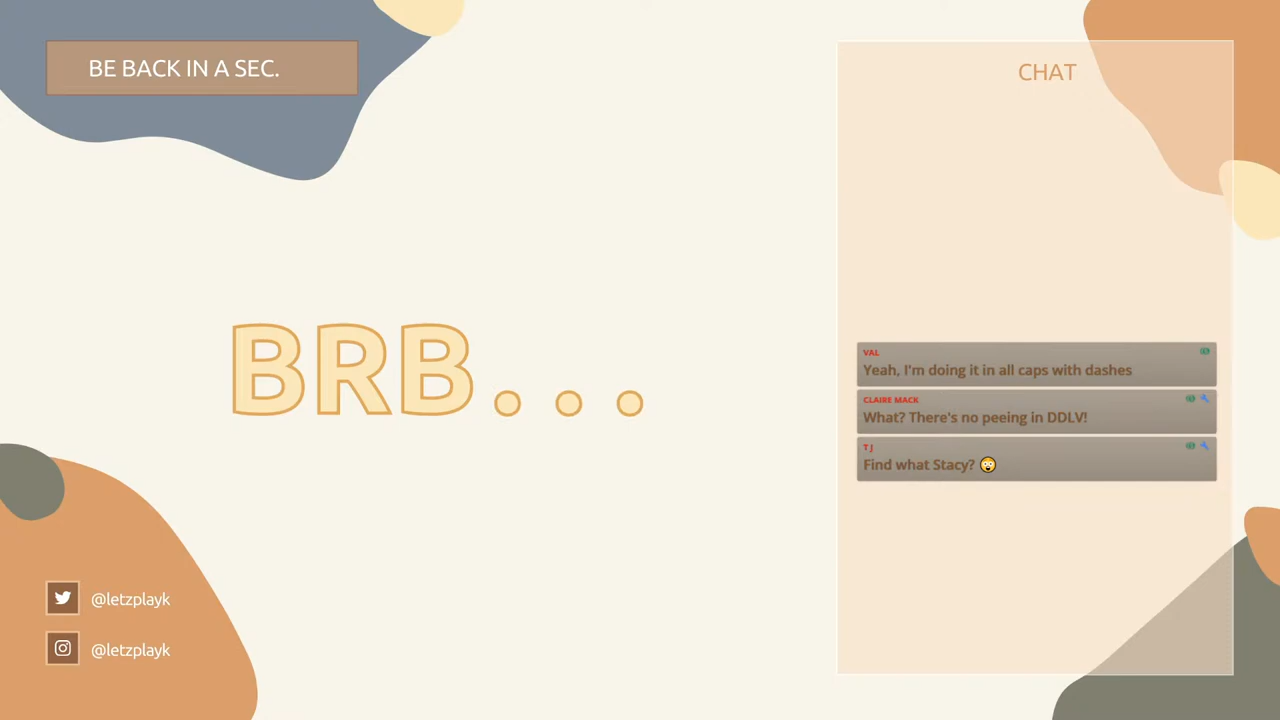 BE BACK IN A SEC.
BRB...
@letzplayk
@letzplayk
CHAT
VAL
Yeah, I'm doing it in all caps with dashes
CLAIRE MACK
What? There's no peeing in DDLV!
T J
Find what Stacy? 😳